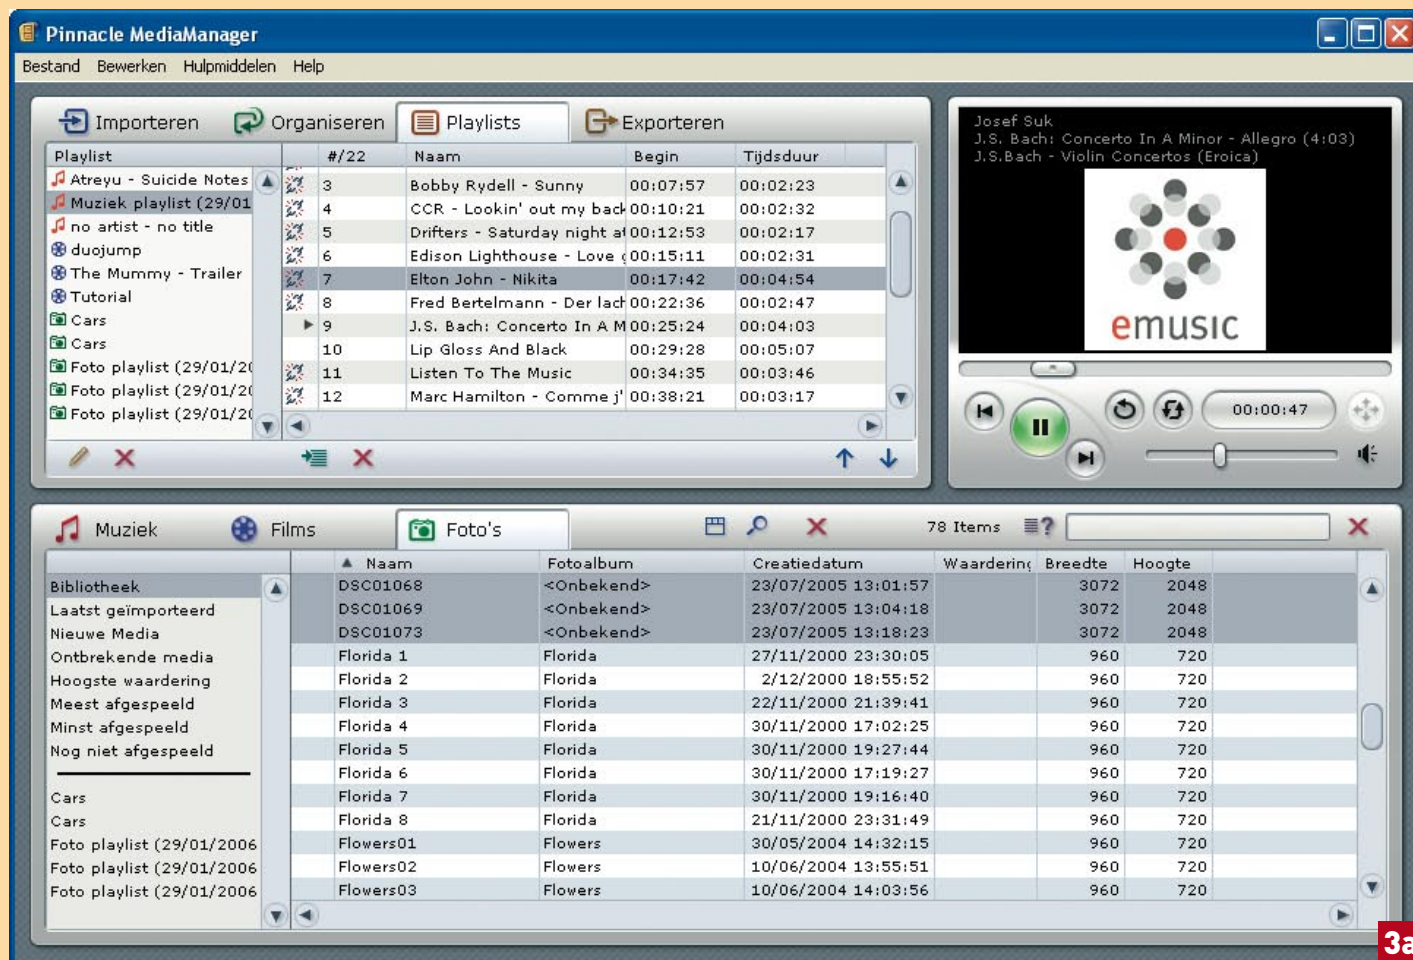 Pinnacle MediaManager
Bestand Bewerken Hulpmiddelen Help
Importeren Organiseren Playlists Exporteren
Playlist
Atreyu - Suicide Notes
Muziek playlist (29/01
no artist - no title
duojump
The Mummy - Trailer
Tutorial
Cars
Cars
Foto playlist (29/01/20
Foto playlist (29/01/20
Foto playlist (29/01/20
#/22 Naam Begin Tijdsduur
3 Bobby Rydell - Sunny 00:07:57 00:02:23
4 CCR - Lookin' out my back 00:10:21 00:02:32
5 Drifters - Saturday night at 00:12:53 00:02:17
6 Edison Lighthouse - Love 00:15:11 00:02:31
7 Elton John - Nikita 00:17:42 00:04:54
8 Fred Bertelmann - Der lach 00:22:36 00:02:47
9 J.S. Bach: Concerto In A M 00:25:24 00:04:03
10 Lip Gloss And Black 00:29:28 00:05:07
11 Listen To The Music 00:34:35 00:03:46
12 Marc Hamilton - Comme j' 00:38:21 00:03:17
Josef Suk
J.S. Bach: Concerto In A Minor - Allegro (4:03)
J.S.Bach - Violin Concertos (Eroica)
emusic
00:00:47
Muziek Films Foto's 78 Items ?
Bibliotheek
Laatst geïmporteerd
Nieuwe Media
Ontbrekende media
Hoogste waardering
Meest afgespeeld
Minst afgespeeld
Nog niet afgespeeld
Cars
Cars
Foto playlist (29/01/2006
Foto playlist (29/01/2006
Foto playlist (29/01/2006
Naam Fotoalbum Creatiedatum Waardering Breedte Hoogte
DSC01068 <Onbekend> 23/07/2005 13:01:57 3072 2048
DSC01069 <Onbekend> 23/07/2005 13:04:18 3072 2048
DSC01073 <Onbekend> 23/07/2005 13:18:23 3072 2048
Florida 1 Florida 27/11/2000 23:30:05 960 720
Florida 2 Florida 2/12/2000 18:55:52 960 720
Florida 3 Florida 22/11/2000 21:39:41 960 720
Florida 4 Florida 30/11/2000 17:02:25 960 720
Florida 5 Florida 30/11/2000 19:27:44 960 720
Florida 6 Florida 30/11/2000 17:19:27 960 720
Florida 7 Florida 30/11/2000 19:16:40 960 720
Florida 8 Florida 21/11/2000 23:31:49 960 720
Flowers01 Flowers 30/05/2004 14:32:15 960 720
Flowers02 Flowers 10/06/2004 13:55:51 960 720
Flowers03 Flowers 10/06/2004 14:03:56 960 720
3a